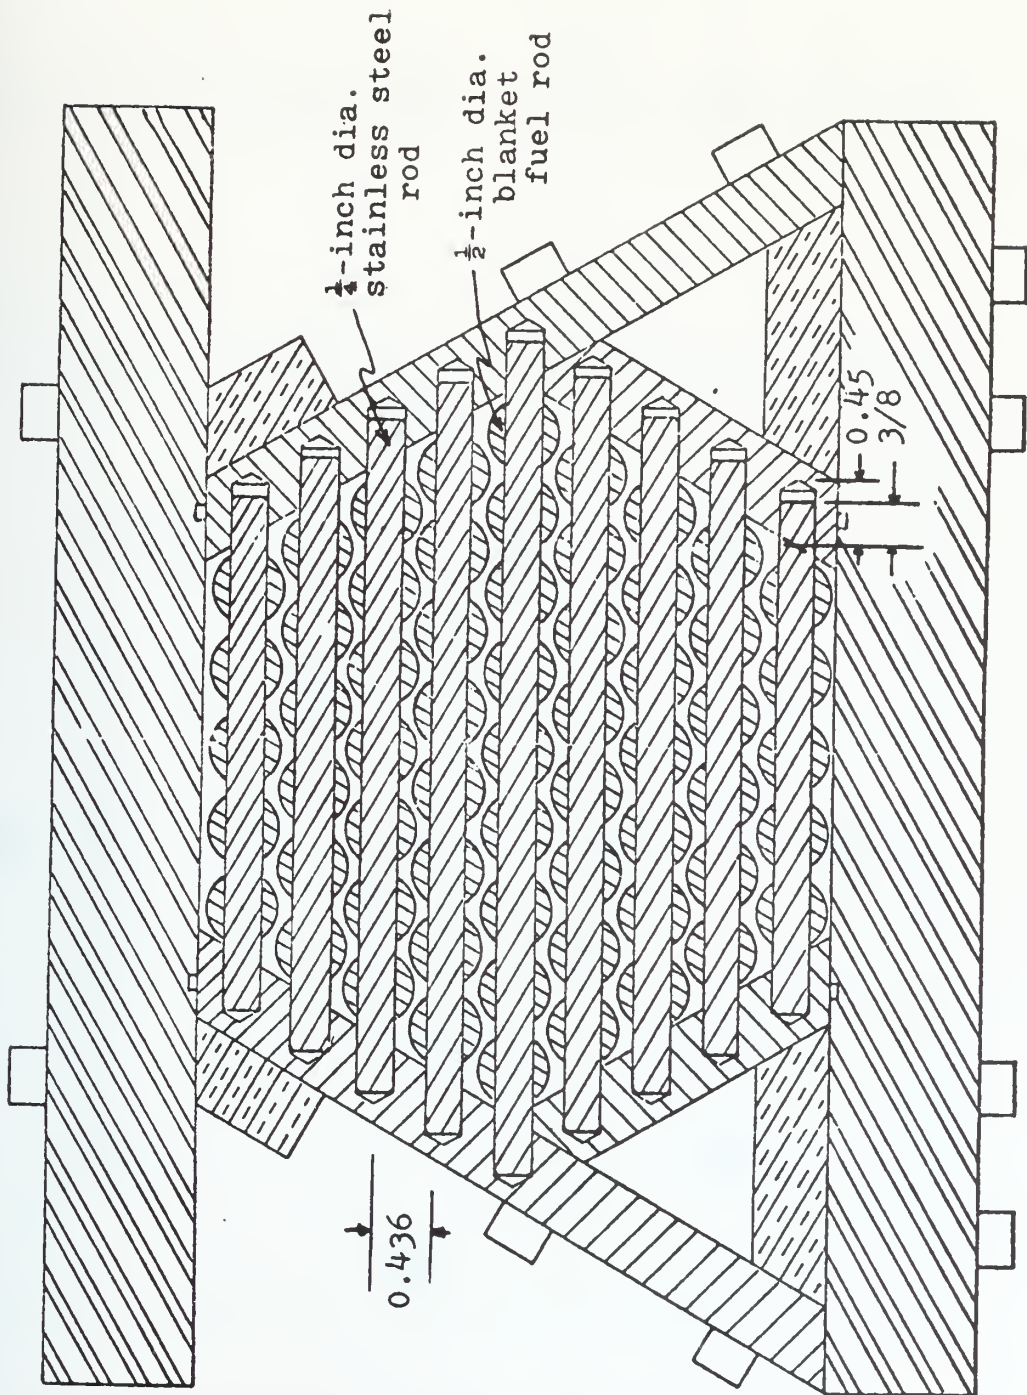 ¼-inch dia.
stainless steel
rod
½-inch dia.
blanket
fuel rod
0.436
0.45
3/8